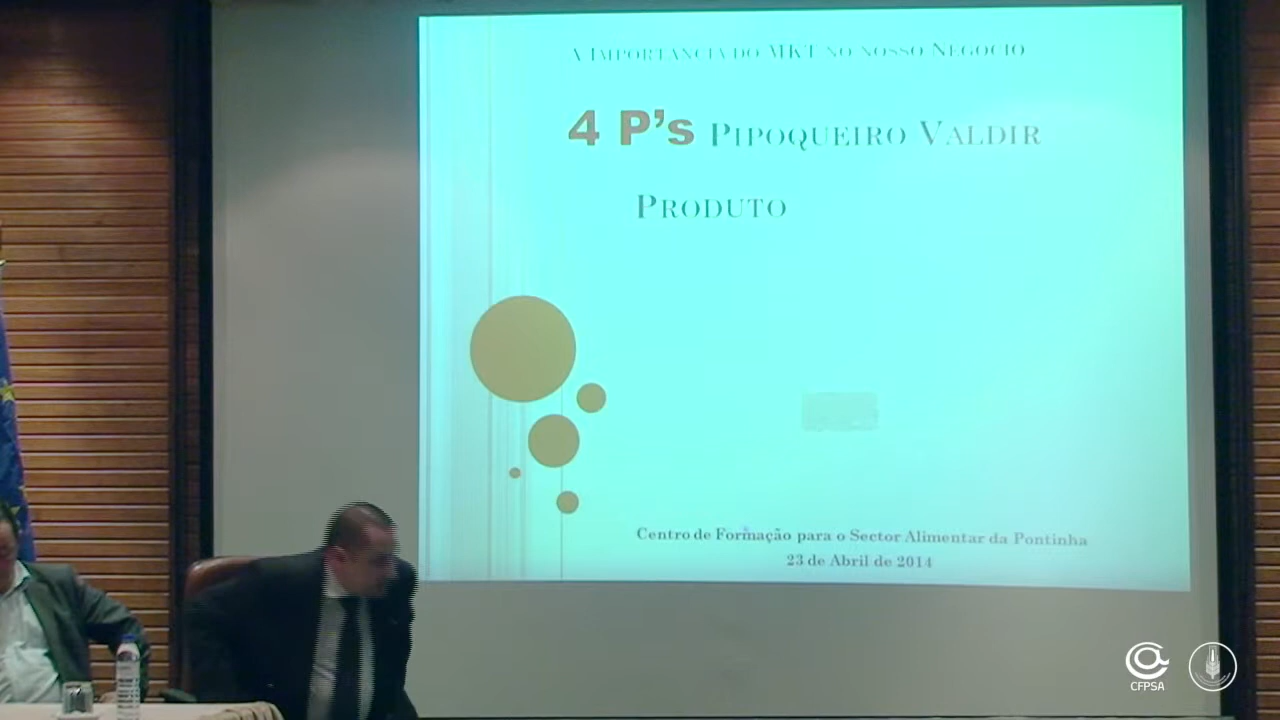 A Importancia do MKT no nosso Negocio
4 P's Pipoqueiro Valdir
Produto
Centro de Formação para o Sector Alimentar da Pontinha
23 de Abril de 2014
CFPSA